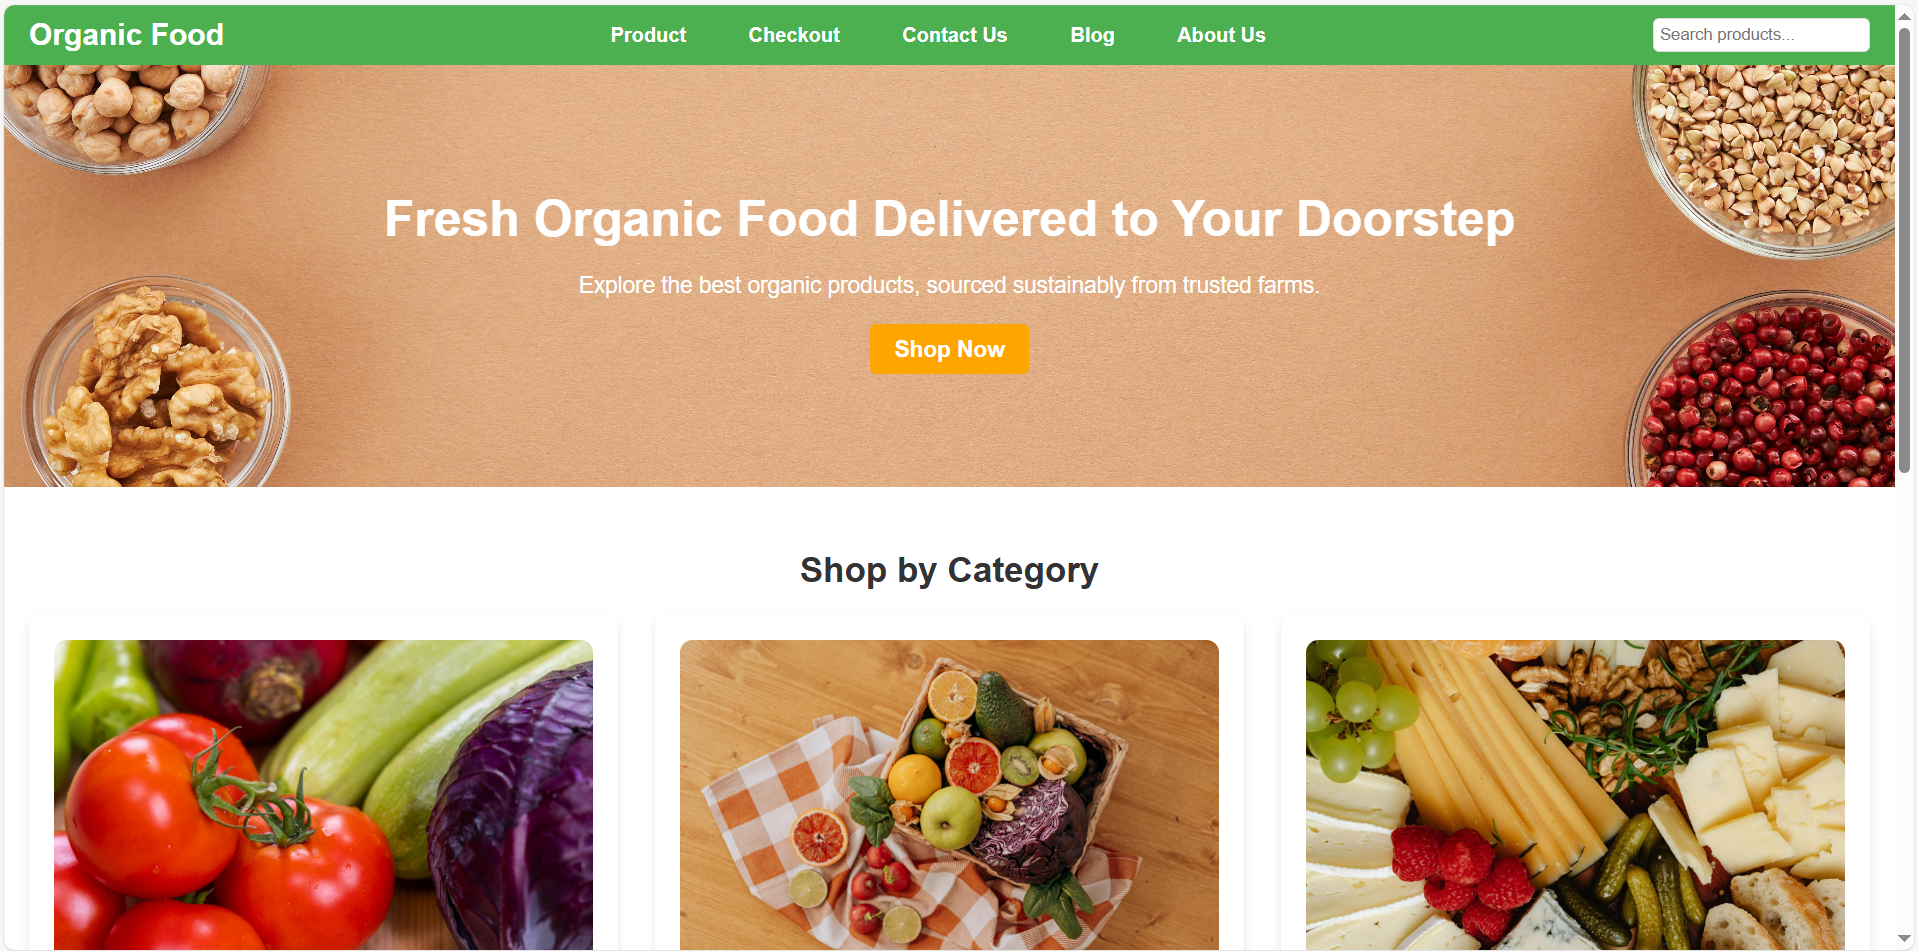 Organic Food
Product
Checkout
Contact Us
Blog
About Us
Search products...
Fresh Organic Food Delivered to Your Doorstep
Explore the best organic products, sourced sustainably from trusted farms.
Shop Now
Shop by Category